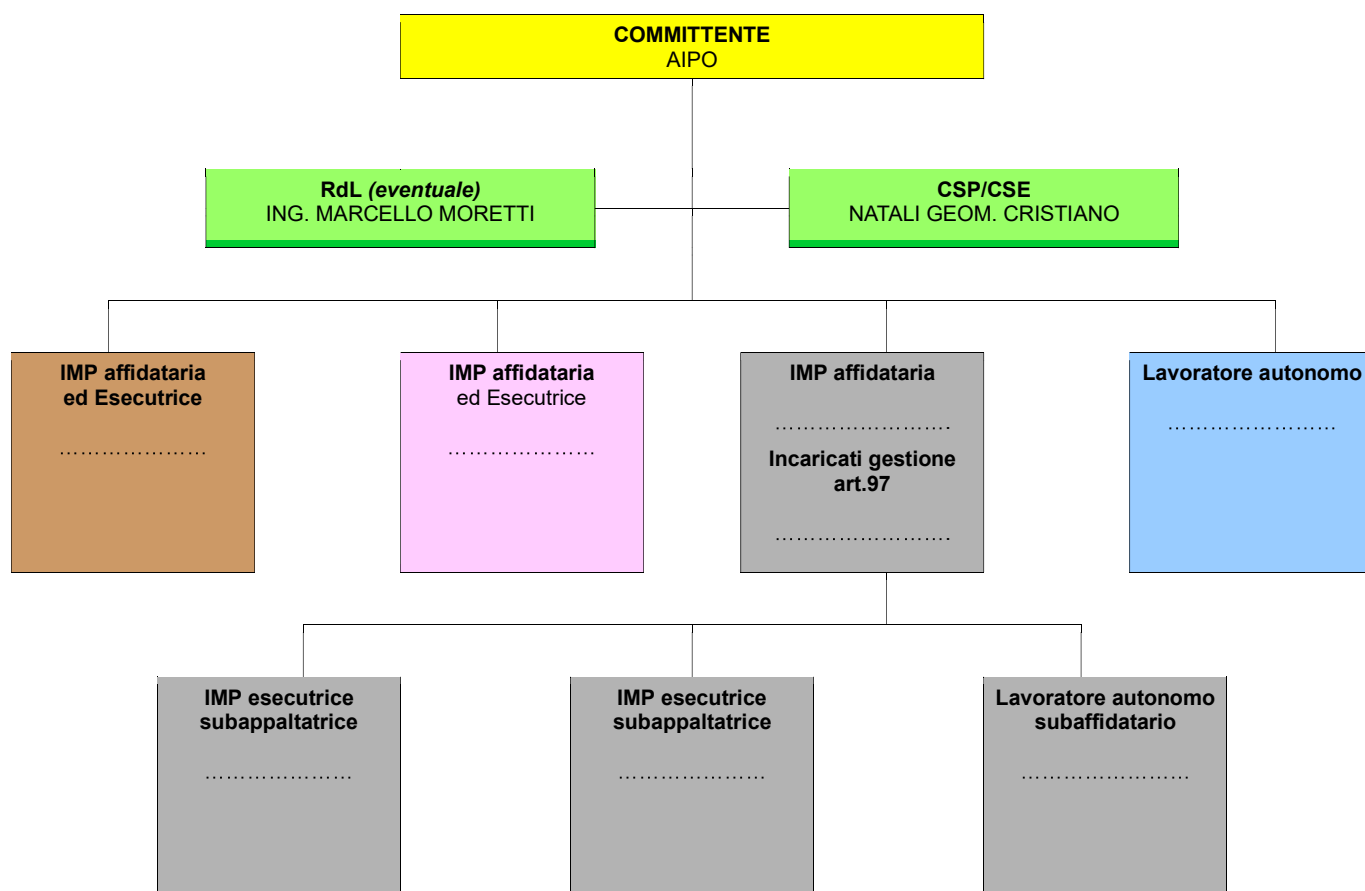 COMMITTENTE
AIPO
RdL (eventuale)
ING. MARCELLO MORETTI
CSP/CSE
NATALI GEOM. CRISTIANO
IMP affidataria
ed Esecutrice
…………………
IMP affidataria
ed Esecutrice
…………………
IMP affidataria
…………………….
Incaricati gestione
art.97
…………………….
Lavoratore autonomo
……………………
IMP esecutrice
subappaltatrice
…………………
IMP esecutrice
subappaltatrice
…………………
Lavoratore autonomo
subaffidatario
……………………